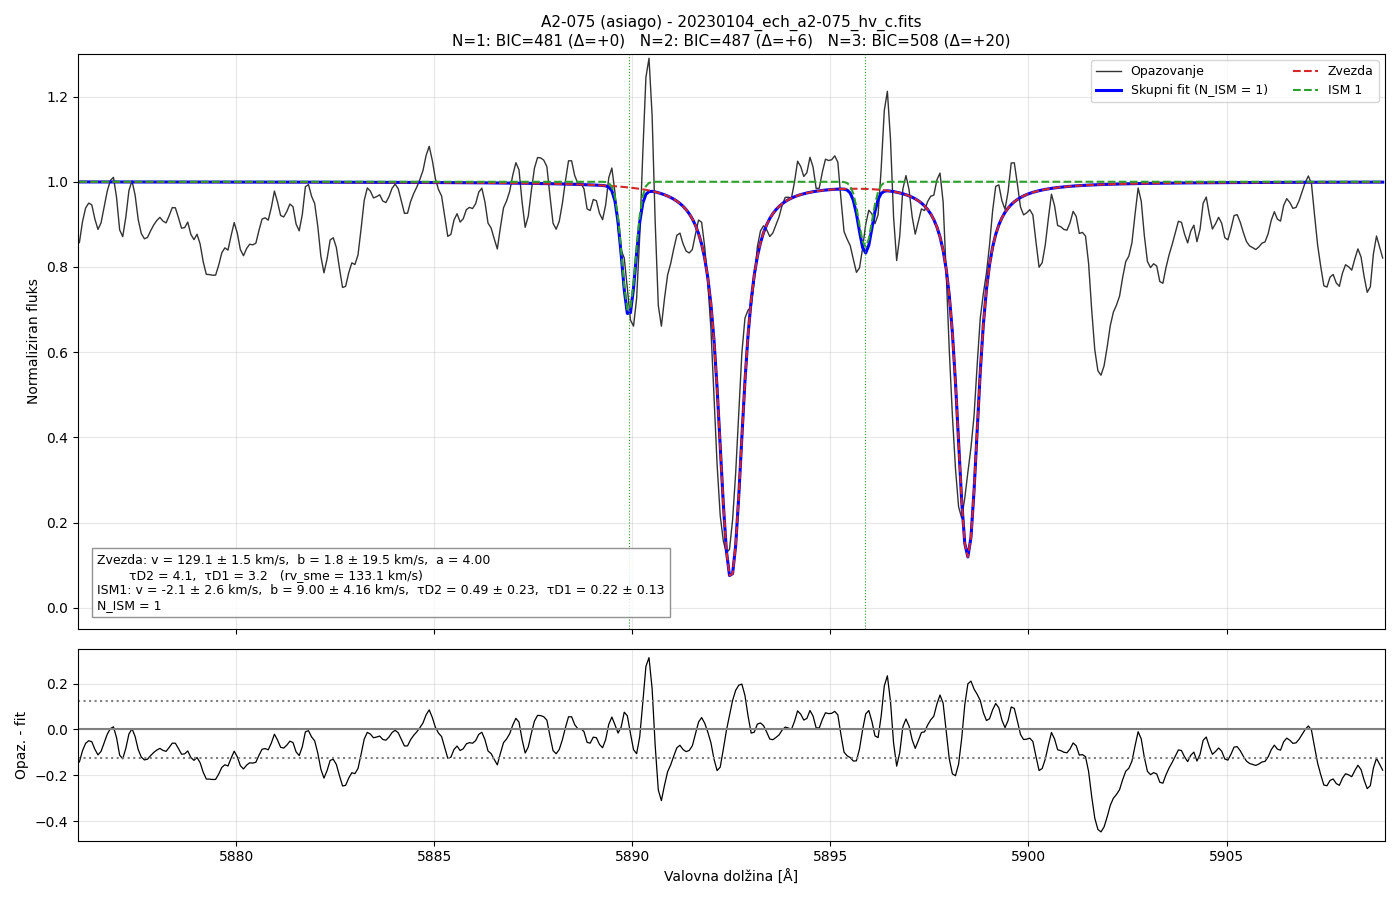 A2-075 (asiago) - 20230104_ech_a2-075_hv_c.fits
N=1: BIC=481 (Δ=+0)   N=2: BIC=487 (Δ=+6)   N=3: BIC=508 (Δ=+20)
Opazovanje
Skupni fit (N_ISM = 1)
Zvezda
ISM 1
Normaliziran fluks
1.2
1.0
0.8
0.6
0.4
0.2
0.0
Zvezda: v = 129.1 ± 1.5 km/s,  b = 1.8 ± 19.5 km/s,  a = 4.00
τD2 = 4.1,  τD1 = 3.2   (rv_sme = 133.1 km/s)
ISM1: v = -2.1 ± 2.6 km/s,  b = 9.00 ± 4.16 km/s,  τD2 = 0.49 ± 0.23,  τD1 = 0.22 ± 0.13
N_ISM = 1
Opaz. - fit
0.2
0.0
−0.2
−0.4
5880
5885
5890
5895
5900
5905
Valovna dolžina [Å]